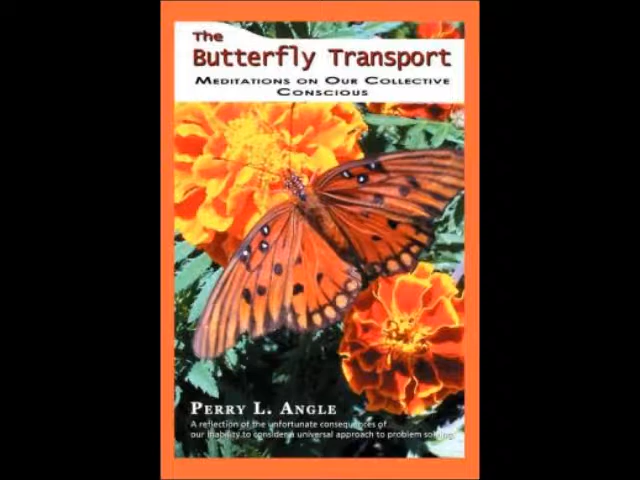 The
Butterfly Transport
Meditations on Our Collective
Conscious
Perry L. Angle
A reflection of the unfortunate consequences of
our inability to consider a universal approach to problem solving.